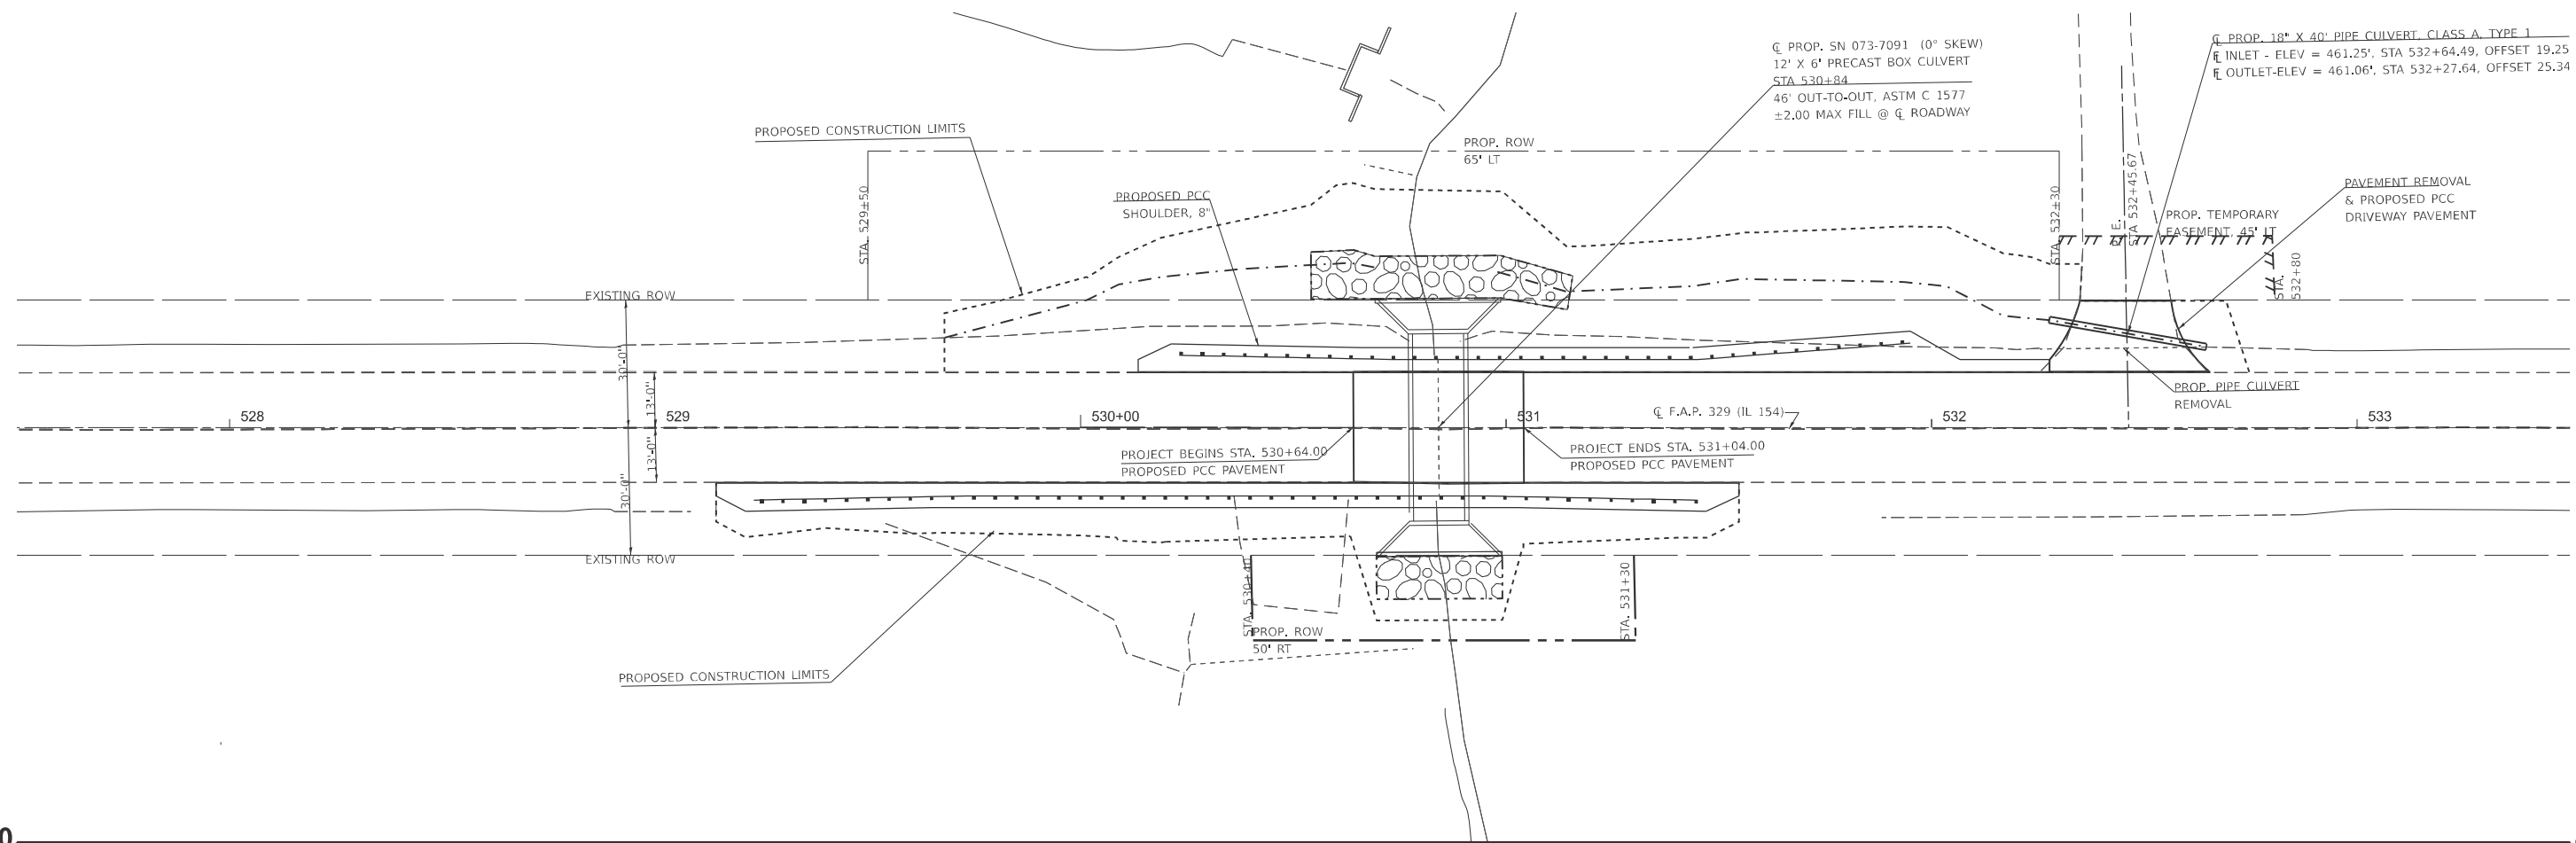 ℄ PROP. SN 073-7091 (0° SKEW)
12' X 6' PRECAST BOX CULVERT
STA 530+84
46' OUT-TO-OUT, ASTM C 1577
±2.00 MAX FILL @ ℄ ROADWAY
℄ PROP. 18" X 40' PIPE CULVERT, CLASS A, TYPE 1
INLET - ELEV = 461.25', STA 532+64.49, OFFSET 19.25
OUTLET-ELEV = 461.06', STA 532+27.64, OFFSET 25.34
PROPOSED CONSTRUCTION LIMITS
PROP. ROW
65' LT
STA. 529+50
PROPOSED PCC
SHOULDER, 8"
STA. 532+30
P.E.
STA 532+45.67
PROP. TEMPORARY
EASEMENT, 45' LT
PAVEMENT REMOVAL
& PROPOSED PCC
DRIVEWAY PAVEMENT
STA.
532+80
EXISTING ROW
30'-0"
13'-0"
PROP. PIPE CULVERT
REMOVAL
528
529
530+00
531
532
533
℄ F.A.P. 329 (IL 154)
13'-0"
30'-0"
PROJECT BEGINS STA. 530+64.00
PROPOSED PCC PAVEMENT
PROJECT ENDS STA. 531+04.00
PROPOSED PCC PAVEMENT
EXISTING ROW
STA. 530+40
STA. 531+30
PROP. ROW
50' RT
PROPOSED CONSTRUCTION LIMITS